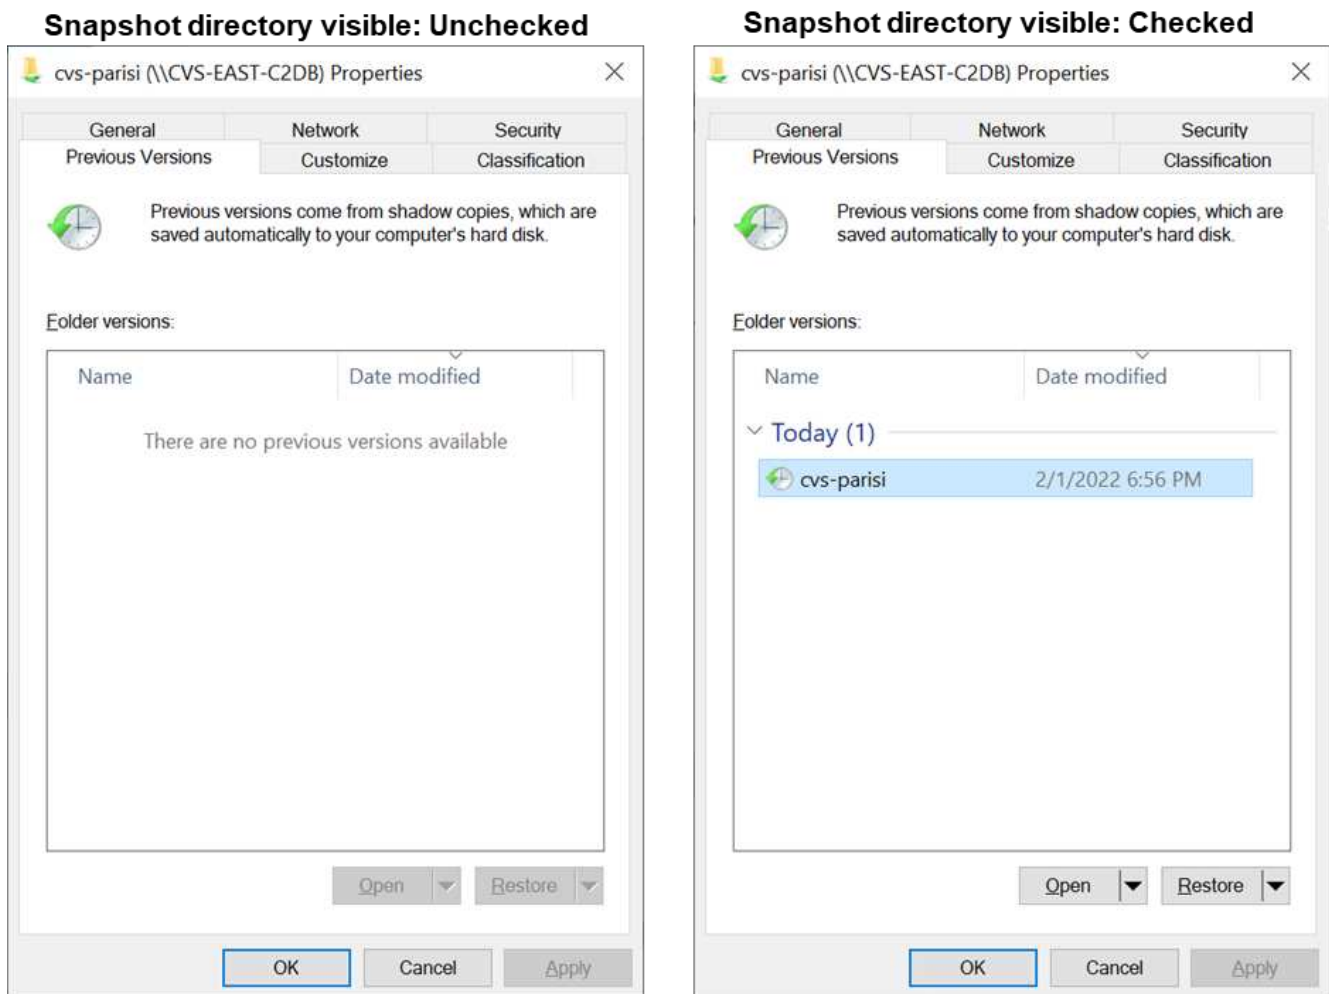 Snapshot directory visible: Unchecked
cvs-parisi (\\CVS-EAST-C2DB) Properties
General Network Security
Previous Versions Customize Classification
Previous versions come from shadow copies, which are
saved automatically to your computer's hard disk.
Folder versions:
Name Date modified
There are no previous versions available
Open Restore
OK Cancel Apply
Snapshot directory visible: Checked
cvs-parisi (\\CVS-EAST-C2DB) Properties
General Network Security
Previous Versions Customize Classification
Previous versions come from shadow copies, which are
saved automatically to your computer's hard disk.
Folder versions:
Name Date modified
Today (1)
cvs-parisi 2/1/2022 6:56 PM
Open Restore
OK Cancel Apply